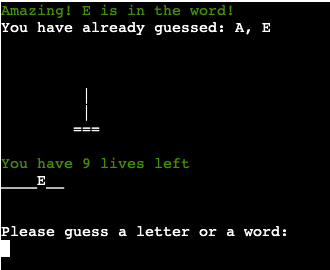 Amazing! E is in the word!
You have already guessed: A, E
|
|
===
You have 9 lives left
____E__
Please guess a letter or a word: